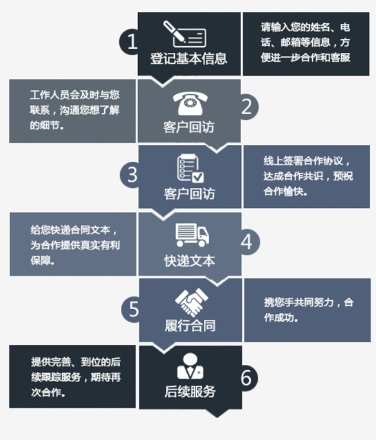 1
登记基本信息
请输入您的姓名、电
话、邮箱等信息,方
便进一步合作和客服
工作人员会及时与您
联系,沟通您想了解
的细节。
客户回访
2
3
客户回访
线上签署合作协议,
达成合作共识,预祝
合作愉快。
给您快递合同文本,
为合作提供真实有利
保障。
快递文本
4
5
履行合同
携您手共同努力,合
作成功。
提供完善、到位的后
续跟踪服务,期待再
次合作。
后续服务
6